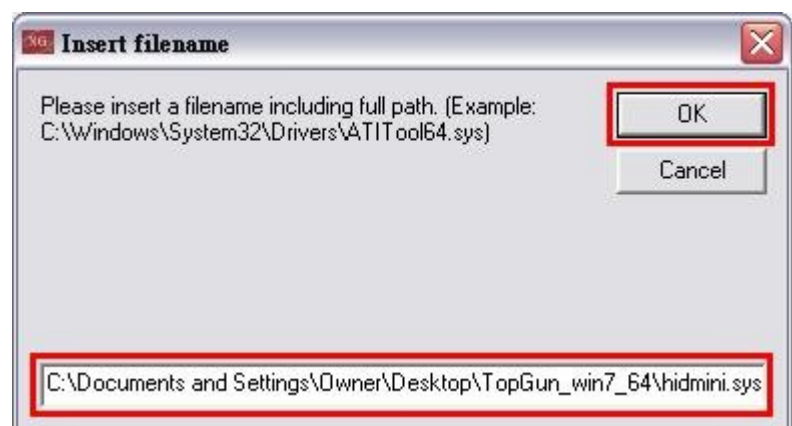 NG Insert filename
Please insert a filename including full path. (Example:
C:\Windows\System32\Drivers\ATITool64.sys)
OK
Cancel
C:\Documents and Settings\Owner\Desktop\TopGun_win7_64\hidmini.sys